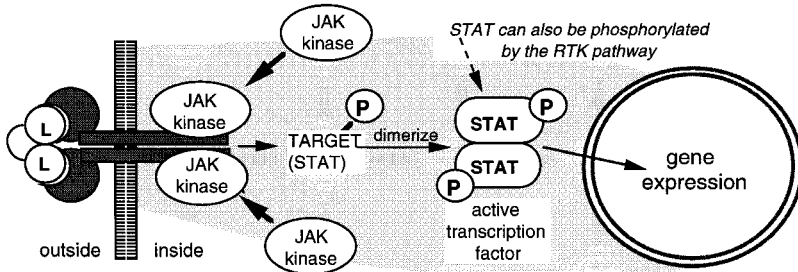 JAK
kinase
STAT can also be phosphorylated
by the RTK pathway
JAK
kinase
P
P
L
L
TARGET
(STAT)
dimerize
STAT
STAT
P
gene
expression
JAK
kinase
active
transcription
factor
JAK
kinase
outside
inside